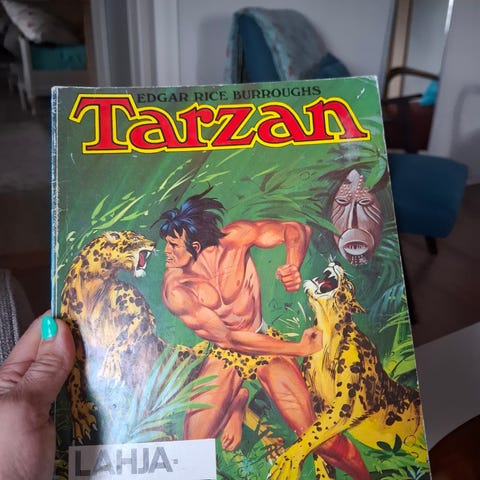 EDGAR RICE BURROUGHS
Tarzan
LAHJA-